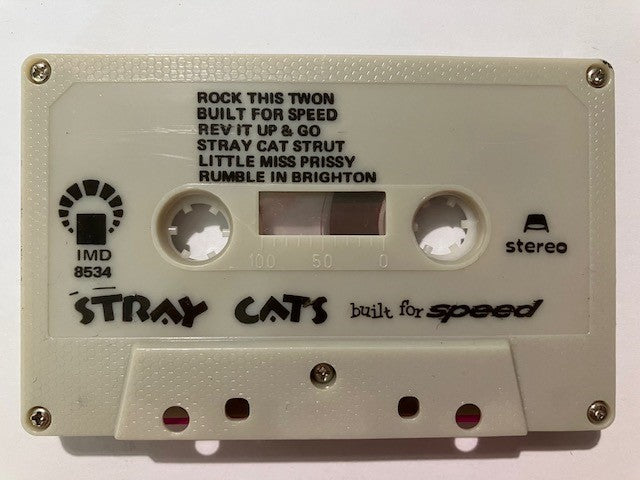 ROCK THIS TWON
BUILT FOR SPEED
REV IT UP & GO
STRAY CAT STRUT
LITTLE MISS PRISSY
RUMBLE IN BRIGHTON
IMD
8534
100 50 0
stereo
STRAY CATS built for speed